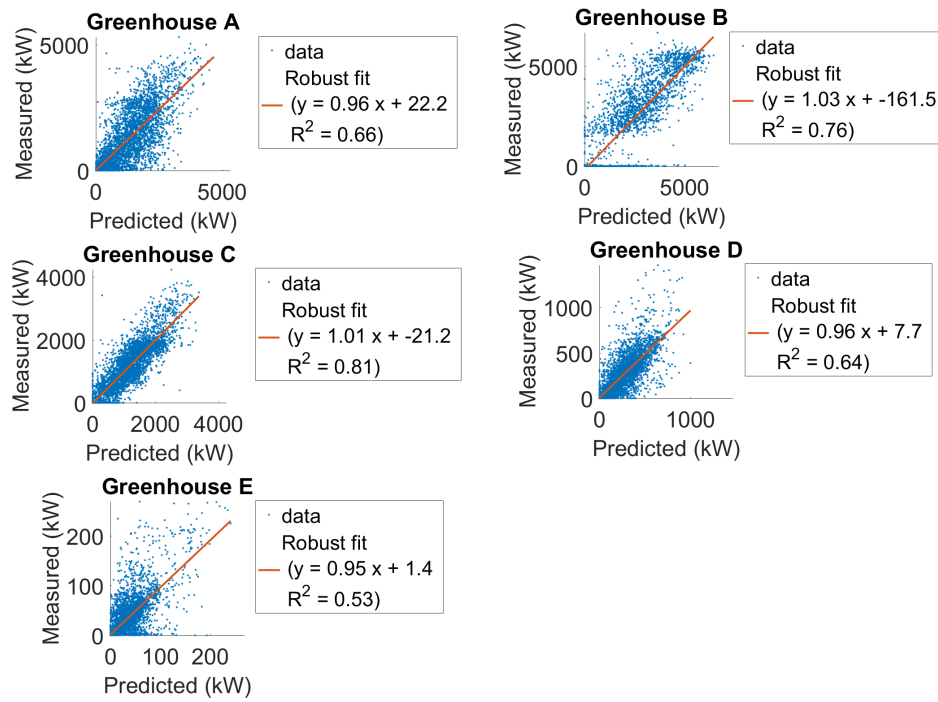 Greenhouse A
Measured (kW)
5000
0
0
5000
Predicted (kW)
data
Robust fit
(y = 0.96 x + 22.2
R² = 0.66)
Greenhouse B
Measured (kW)
5000
0
0
5000
Predicted (kW)
data
Robust fit
(y = 1.03 x + -161.5
R² = 0.76)
Greenhouse C
Measured (kW)
4000
2000
0
0
2000
4000
Predicted (kW)
data
Robust fit
(y = 1.01 x + -21.2
R² = 0.81)
Greenhouse D
Measured (kW)
1000
500
0
0
1000
Predicted (kW)
data
Robust fit
(y = 0.96 x + 7.7
R² = 0.64)
Greenhouse E
Measured (kW)
200
100
0
0
100
200
Predicted (kW)
data
Robust fit
(y = 0.95 x + 1.4
R² = 0.53)